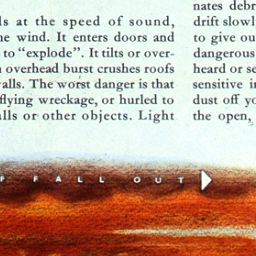 ls at the speed of sound,
he wind. It enters doors and
to “explode”. It tilts or over-
overhead burst crushes roofs
alls. The worst danger is that
flying wreckage, or hurled to
alls or other objects. Light
nates debr
drift slowl
to give ou
dangerous
heard or se
sensitive i
dust off yo
the open,
F FALL OUT